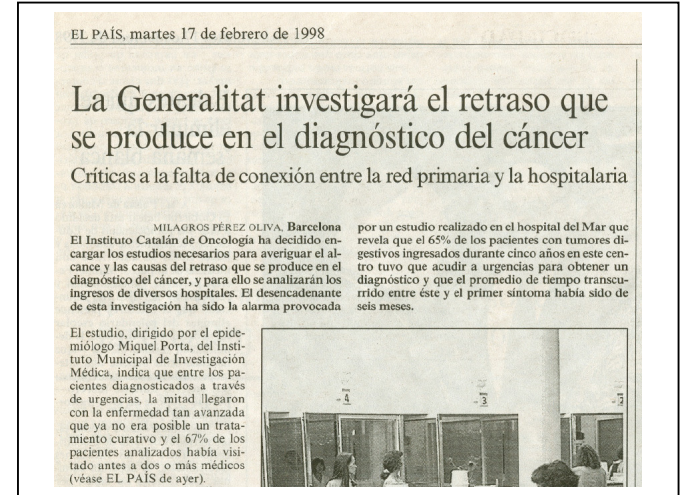 EL PAÍS, martes 17 de febrero de 1998
La Generalitat investigará el retraso que
se produce en el diagnóstico del cáncer
Críticas a la falta de conexión entre la red primaria y la hospitalaria
MILAGROS PÉREZ OLIVA, Barcelona
El Instituto Catalán de Oncología ha decidido en-
cargar los estudios necesarios para averiguar el al-
cance y las causas del retraso que se produce en el
diagnóstico del cáncer, y para ello se analizarán los
ingresos de diversos hospitales. El desencadenante
de esta investigación ha sido la alarma provocada
por un estudio realizado en el hospital del Mar que
revela que el 65% de los pacientes con tumores di-
gestivos ingresados durante cinco años en este cen-
tro tuvo que acudir a urgencias para obtener un
diagnóstico y que el promedio de tiempo transcu-
rrido entre éste y el primer síntoma había sido de
seis meses.
El estudio, dirigido por el epide-
miólogo Miquel Porta, del Insti-
tuto Municipal de Investigación
Médica, indica que entre los pa-
cientes diagnosticados a través
de urgencias, la mitad llegaron
con la enfermedad tan avanzada
que ya no era posible un trata-
miento curativo y el 67% de los
pacientes analizados había visi-
tado antes a dos o más médicos
(véase EL PAÍS de ayer).
4
3